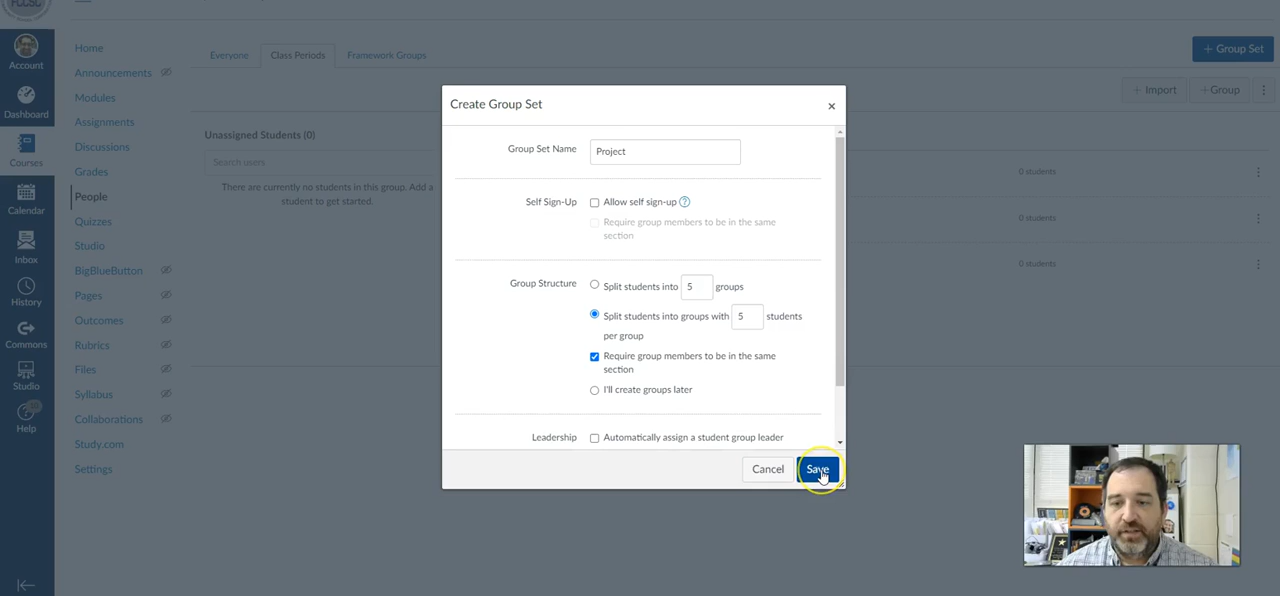 FCCSC
Account
Dashboard
Courses
Calendar
Inbox
History
Commons
Studio
10
Help
Home
Announcements
Modules
Assignments
Discussions
Grades
People
Quizzes
Studio
BigBlueButton
Pages
Outcomes
Rubrics
Files
Syllabus
Collaborations
Study.com
Settings
Everyone
Class Periods
Framework Groups
+ Group Set
+ Import
+ Group
Unassigned Students (0)
Search users
There are currently no students in this group. Add a
student to get started.
0 students
0 students
0 students
Create Group Set
×
Group Set Name
Project
Self Sign-Up
Allow self sign-up ?
Require group members to be in the same
section
Group Structure
Split students into 5 groups
Split students into groups with 5 students
per group
Require group members to be in the same
section
I'll create groups later
Leadership
Automatically assign a student group leader
Cancel
Save